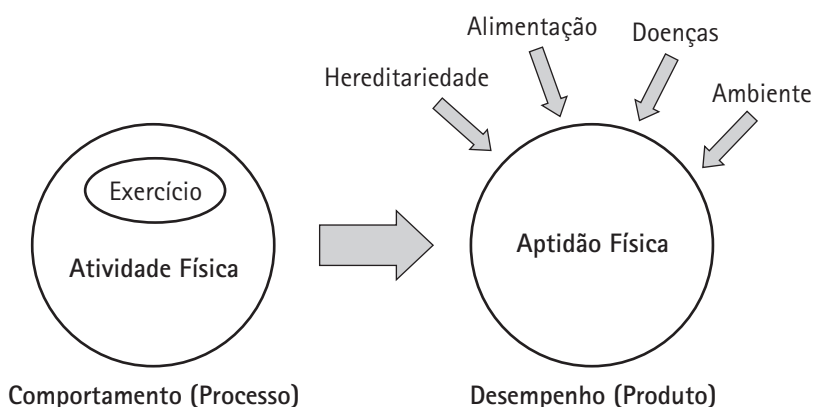 Alimentação
Doenças
Hereditariedade
Ambiente
Exercício
Atividade Física
Aptidão Física
Comportamento (Processo)
Desempenho (Produto)